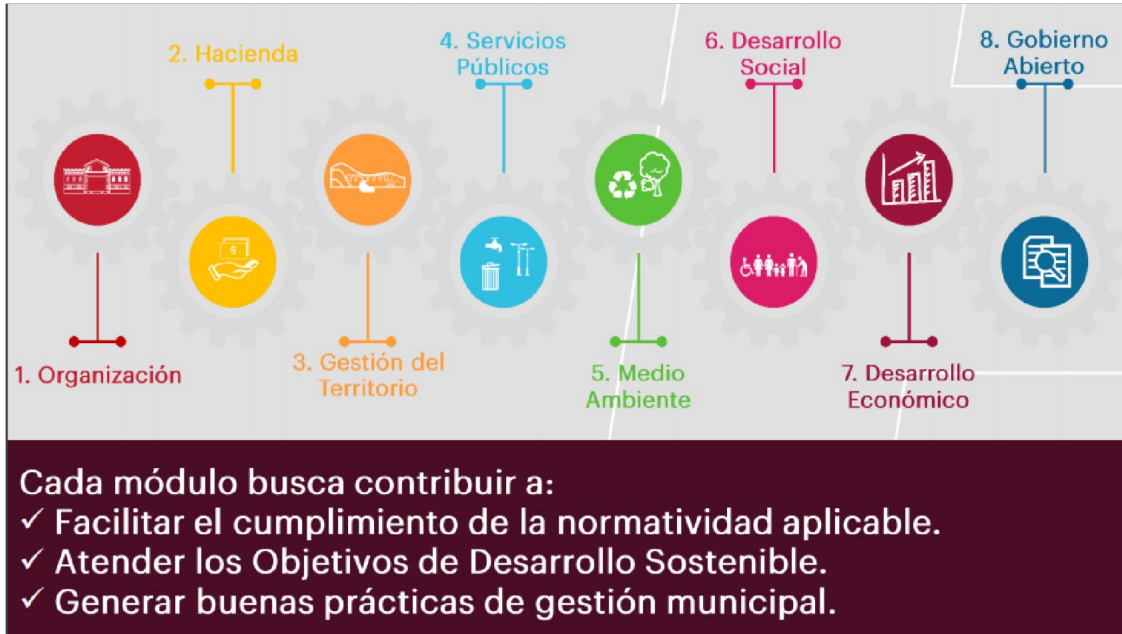 1. Organización
2. Hacienda
3. Gestión del
Territorio
4. Servicios
Públicos
5. Medio
Ambiente
6. Desarrollo
Social
7. Desarrollo
Económico
8. Gobierno
Abierto
$
Cada módulo busca contribuir a:
✓ Facilitar el cumplimiento de la normatividad aplicable.
✓ Atender los Objetivos de Desarrollo Sostenible.
✓ Generar buenas prácticas de gestión municipal.